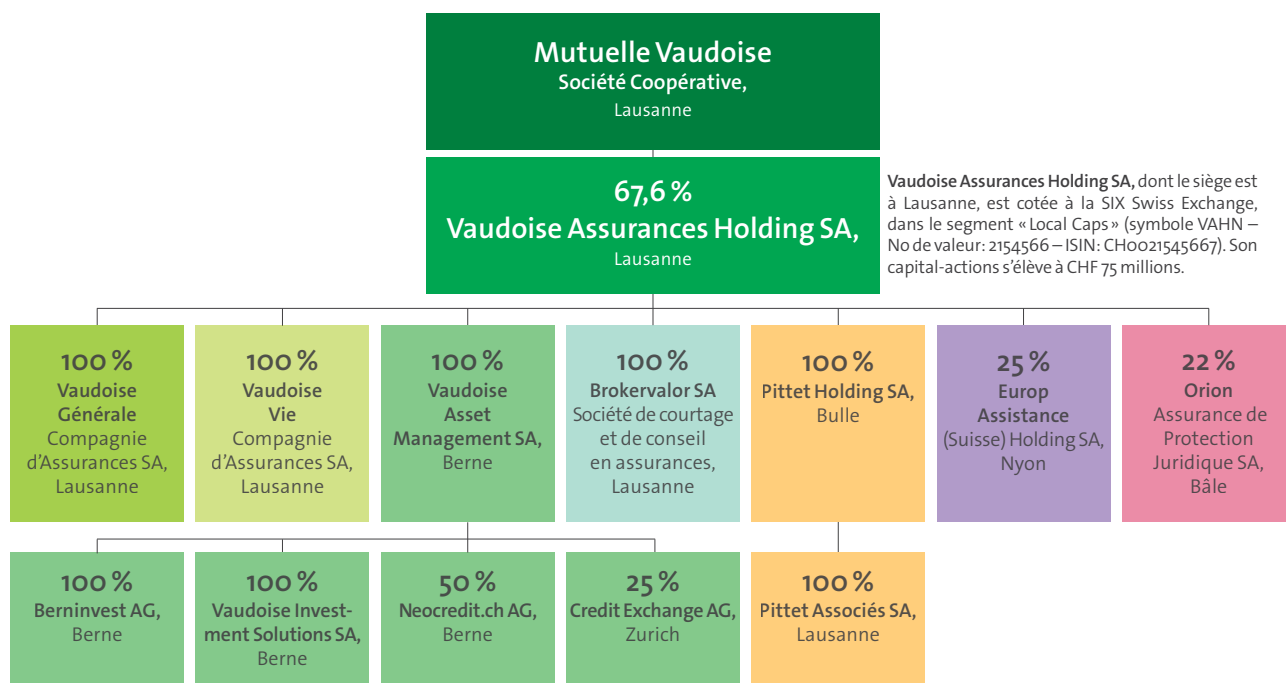 Mutuelle Vaudoise
Société Coopérative,
Lausanne
67,6 %
Vaudoise Assurances Holding SA,
Lausanne
Vaudoise Assurances Holding SA, dont le siège est
à Lausanne, est cotée à la SIX Swiss Exchange,
dans le segment « Local Caps » (symbole VAHN –
No de valeur: 2154566 – ISIN: CH0021545667). Son
capital-actions s’élève à CHF 75 millions.
100 %
Vaudoise
Générale
Compagnie
d’Assurances SA,
Lausanne
100 %
Vaudoise
Vie
Compagnie
d’Assurances SA,
Lausanne
100 %
Vaudoise
Asset
Management SA,
Berne
100 %
Brokervalor SA
Société de courtage
et de conseil
en assurances,
Lausanne
100 %
Pittet Holding SA,
Bulle
25 %
Europ
Assistance
(Suisse) Holding SA,
Nyon
22 %
Orion
Assurance de
Protection
Juridique SA,
Bâle
100 %
Berninvest AG,
Berne
100 %
Vaudoise Invest-
ment Solutions SA,
Berne
50 %
Neocredit.ch AG,
Berne
25 %
Credit Exchange AG,
Zurich
100 %
Pittet Associés SA,
Lausanne